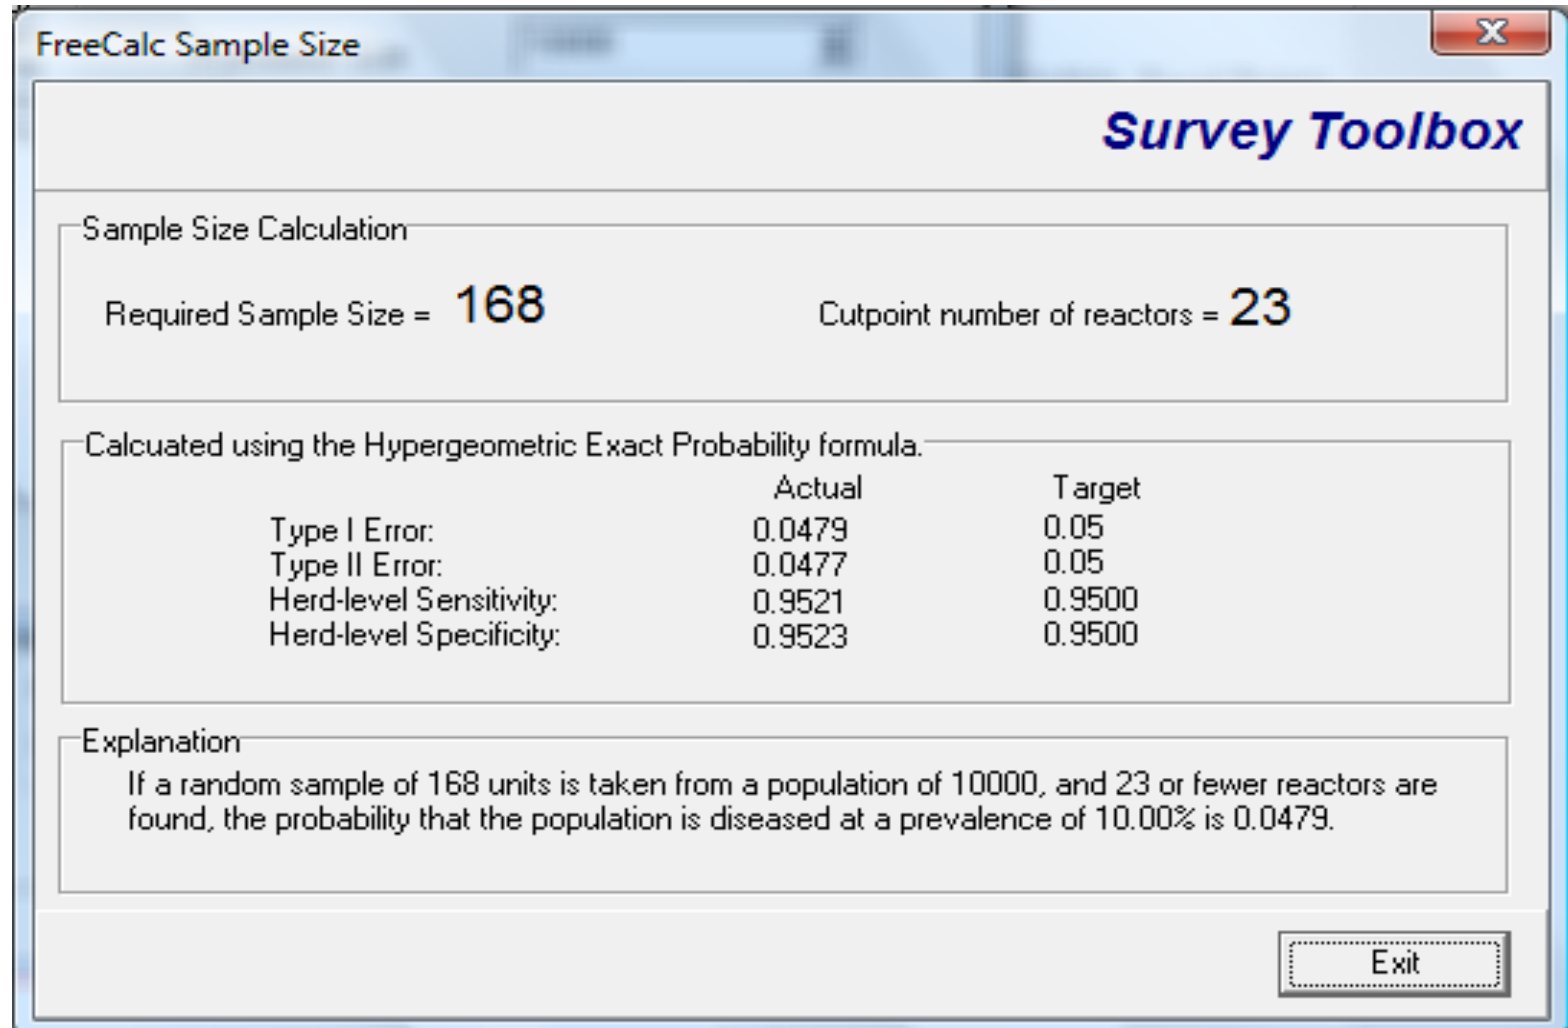 FreeCalc Sample Size
Survey Toolbox
Sample Size Calculation
Required Sample Size = 168 Cutpoint number of reactors = 23
Calcuated using the Hypergeometric Exact Probability formula.
Actual Target
Type I Error: 0.0479 0.05
Type II Error: 0.0477 0.05
Herd-level Sensitivity: 0.9521 0.9500
Herd-level Specificity: 0.9523 0.9500
Explanation
If a random sample of 168 units is taken from a population of 10000, and 23 or fewer reactors are
found, the probability that the population is diseased at a prevalence of 10.00% is 0.0479.
Exit